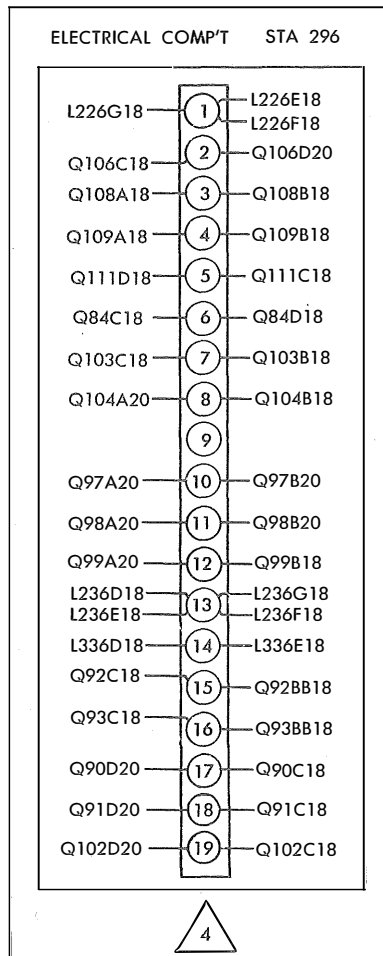 ELECTRICAL COMP'T STA 296
L226G18 1 L226E18
L226F18
Q106C18 2 Q106D20
Q108A18 3 Q108B18
Q109A18 4 Q109B18
Q111D18 5 Q111C18
Q84C18 6 Q84D18
Q103C18 7 Q103B18
Q104A20 8 Q104B18
9
Q97A20 10 Q97B20
Q98A20 11 Q98B20
Q99A20 12 Q99B18
L236D18 13 L236G18
L236E18 L236F18
L336D18 14 L336E18
Q92C18 15 Q92BB18
Q93C18 16 Q93BB18
Q90D20 17 Q90C18
Q91D20 18 Q91C18
Q102D20 19 Q102C18
4